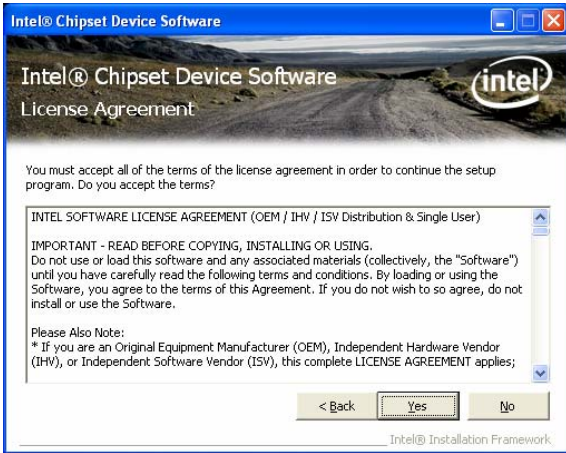 Intel® Chipset Device Software
Intel® Chipset Device Software
intel
License Agreement
You must accept all of the terms of the license agreement in order to continue the setup
program. Do you accept the terms?
INTEL SOFTWARE LICENSE AGREEMENT (OEM / IHV / ISV Distribution & Single User)
IMPORTANT - READ BEFORE COPYING, INSTALLING OR USING.
Do not use or load this software and any associated materials (collectively, the "Software")
until you have carefully read the following terms and conditions. By loading or using the
Software, you agree to the terms of this Agreement. If you do not wish to so agree, do not
install or use the Software.
Please Also Note:
* If you are an Original Equipment Manufacturer (OEM), Independent Hardware Vendor
(IHV), or Independent Software Vendor (ISV), this complete LICENSE AGREEMENT applies;
< Back Yes No
Intel® Installation Framework